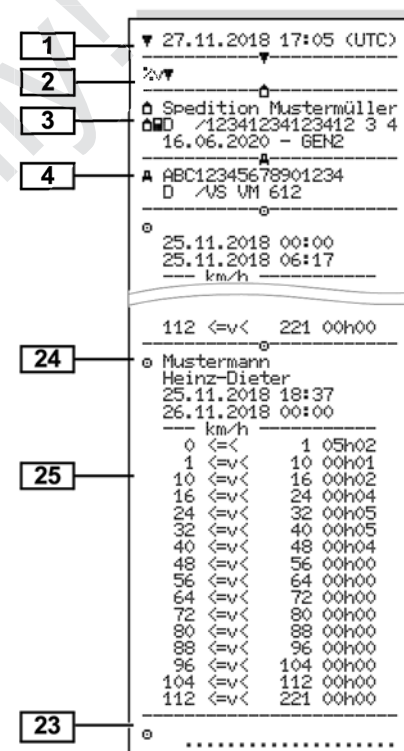 1
▼ 27.11.2018 17:05 (UTC)
2
%v▼
3
Spedition Mustermüller
D /12341234123412 3 4
16.06.2020 - GEN2
4
A ABC12345678901234
D /VS VM 612
25.11.2018 00:00
25.11.2018 06:17
--- km/h
112 <=v< 221 00h00
24
Mustermann
Heinz-Dieter
25.11.2018 18:37
26.11.2018 00:00
--- km/h
25
0 <=< 1 05h02
1 <=v< 10 00h01
10 <=v< 16 00h02
16 <=v< 24 00h04
24 <=v< 32 00h05
32 <=v< 40 00h05
40 <=v< 48 00h04
48 <=v< 56 00h00
56 <=v< 64 00h00
64 <=v< 72 00h00
72 <=v< 80 00h00
80 <=v< 88 00h00
88 <=v< 96 00h00
96 <=v< 104 00h00
104 <=v< 112 00h00
112 <=v< 221 00h00
23
....................